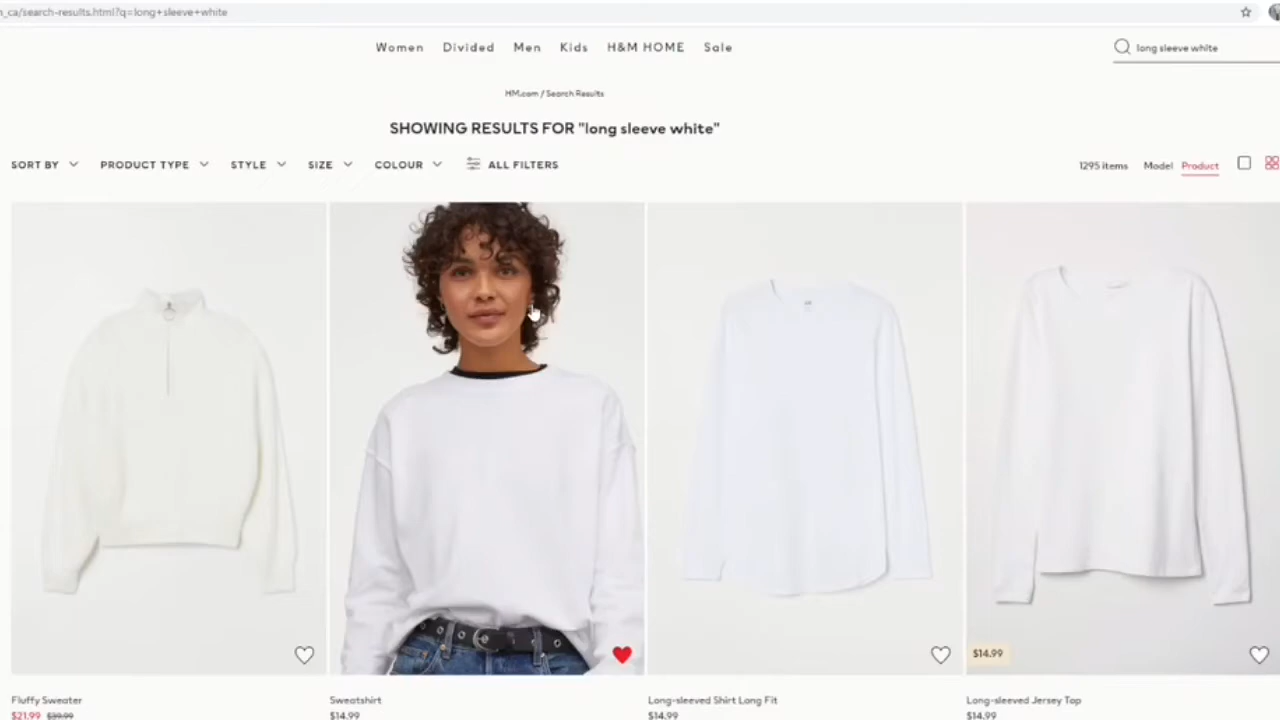 _ca/search-results.html?q=long+sleeve+white
Women Divided Men Kids H&M HOME Sale
long sleeve white
HM.com / Search Results
SHOWING RESULTS FOR "long sleeve white"
SORT BY PRODUCT TYPE STYLE SIZE COLOUR ALL FILTERS
1295 items Model Product
$14.99
Fluffy Sweater
$21.99 $39.99
Sweatshirt
$14.99
Long-sleeved Shirt Long Fit
$14.99
Long-sleeved Jersey Top
$14.99